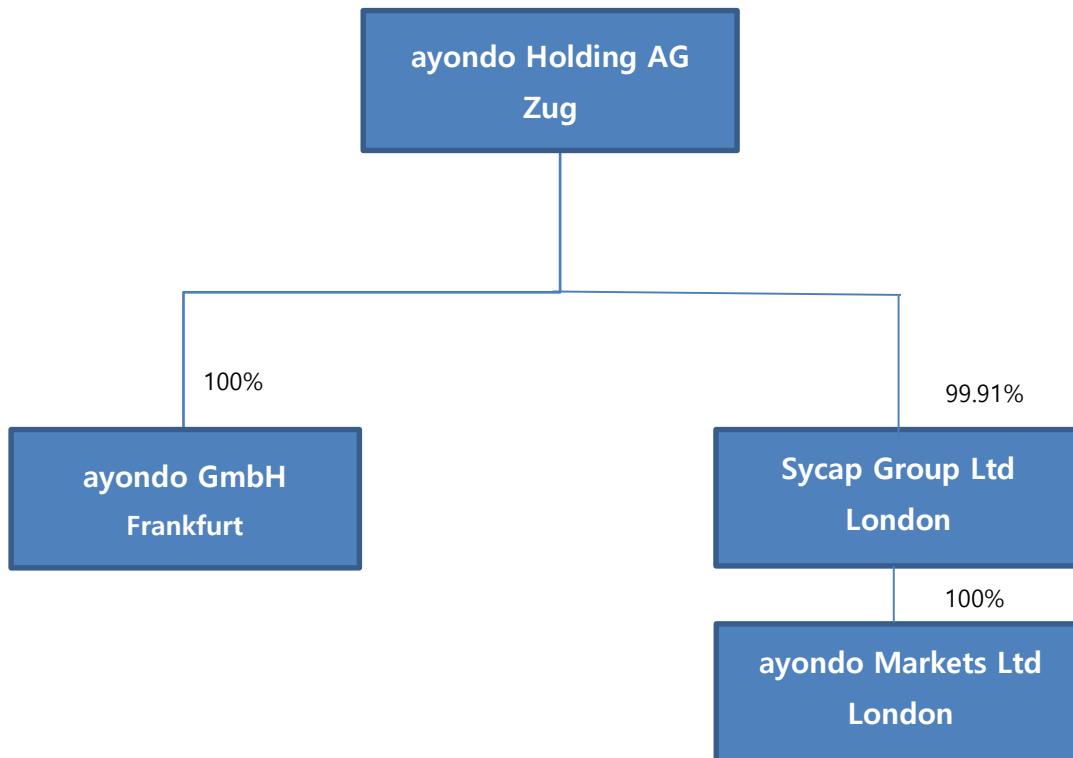 ayondo Holding AG
Zug
100%
99.91%
ayondo GmbH
Frankfurt
Sycap Group Ltd
London
100%
ayondo Markets Ltd
London